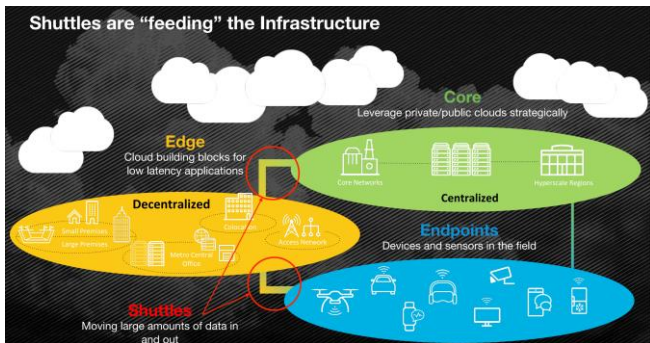 Shuttles are “feeding” the Infrastructure
Core
Leverage private/public clouds strategically
Edge
Cloud building blocks for
low latency applications
Core Networks
Hyperscale Regions
Centralized
Decentralized
Small Premises
Large Premises
Colocation
Metro Central
Office
Access Network
Endpoints
Devices and sensors in the field
Shuttles
Moving large amounts of data in
and out